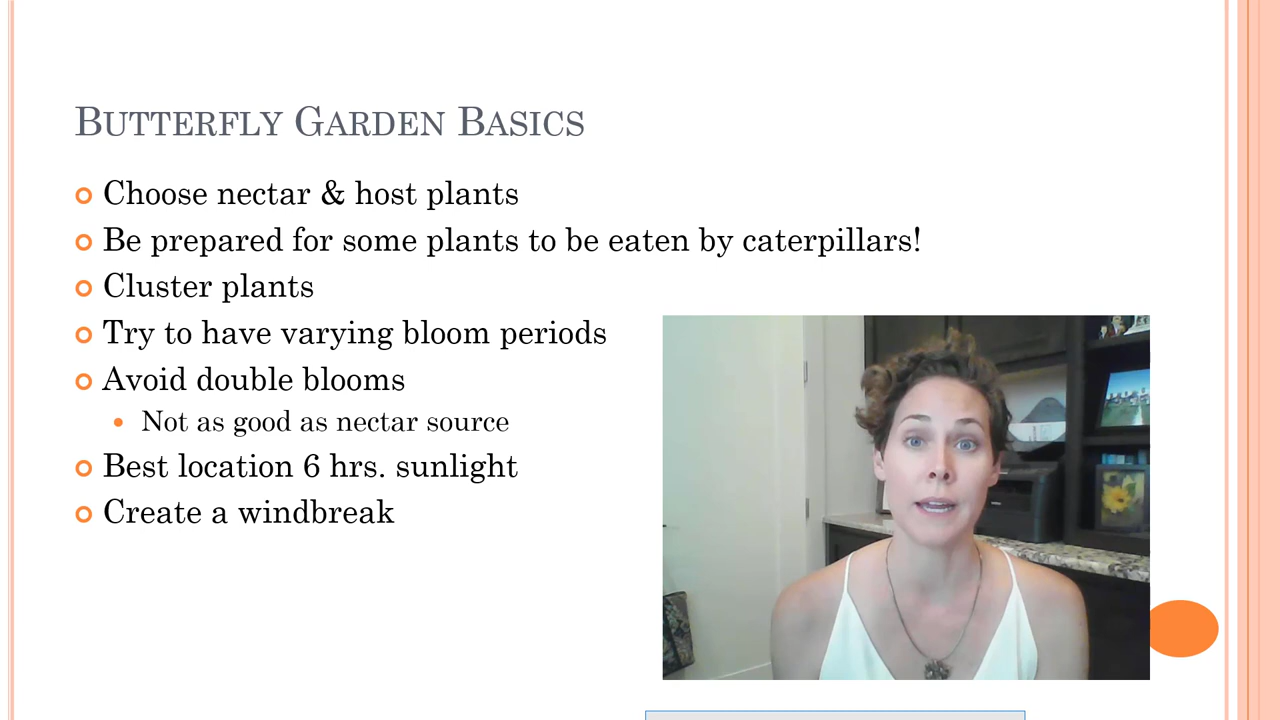 Butterfly Garden Basics
Choose nectar & host plants
Be prepared for some plants to be eaten by caterpillars!
Cluster plants
Try to have varying bloom periods
Avoid double blooms
Not as good as nectar source
Best location 6 hrs. sunlight
Create a windbreak